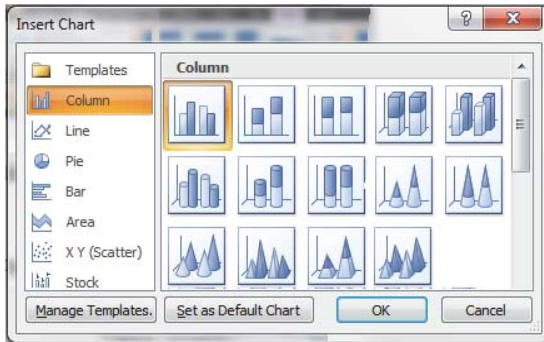 Insert Chart
Templates
Column
Line
Pie
Bar
Area
X Y (Scatter)
Stock
Column
Manage Templates.
Set as Default Chart
OK
Cancel